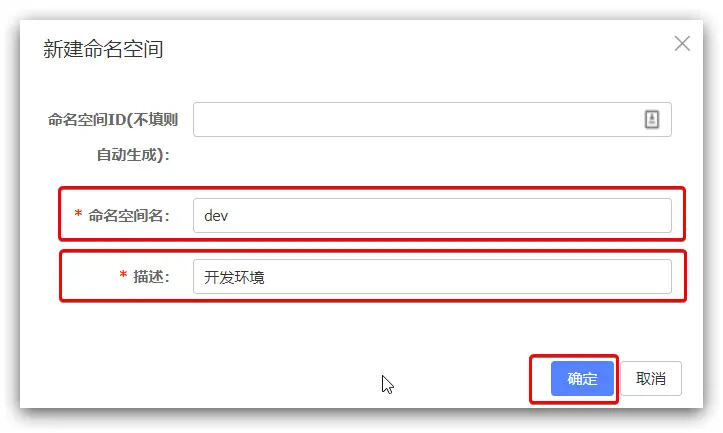 新建命名空间
命名空间ID(不填则
自动生成)：
* 命名空间名： dev
* 描述： 开发环境
确定 取消